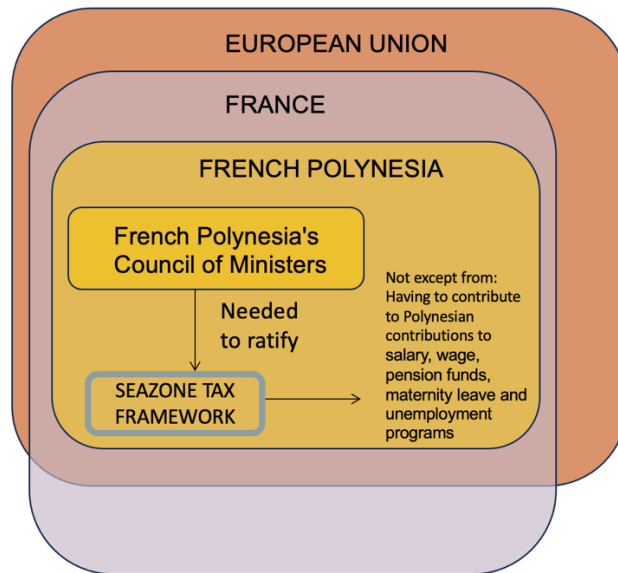 EUROPEAN UNION
FRANCE
FRENCH POLYNESIA
French Polynesia's
Council of Ministers
Needed
to ratify
SEAZONE TAX
FRAMEWORK
Not except from:
Having to contribute
to Polynesian
contributions to
salary, wage,
pension funds,
maternity leave and
unemployment
programs